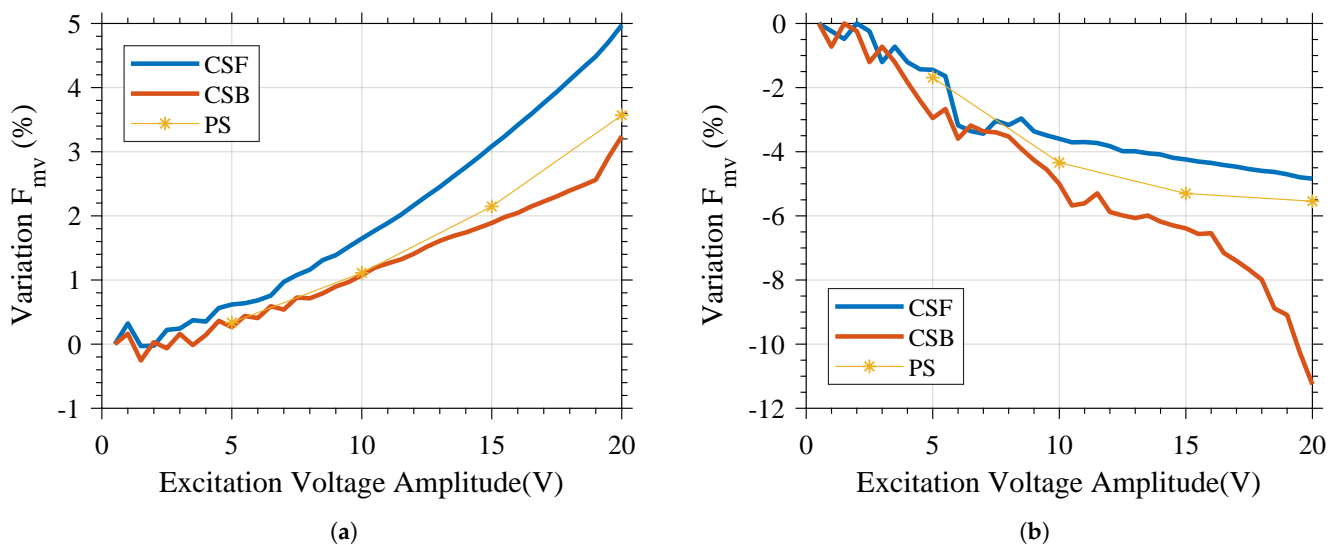 5
4
3
2
1
0
-1
Variation F_mv (%)
CSF
CSB
PS
0 5 10 15 20
Excitation Voltage Amplitude(V)
(a)
0
-2
-4
-6
-8
-10
-12
Variation F_mv (%)
CSF
CSB
PS
0 5 10 15 20
Excitation Voltage Amplitude(V)
(b)